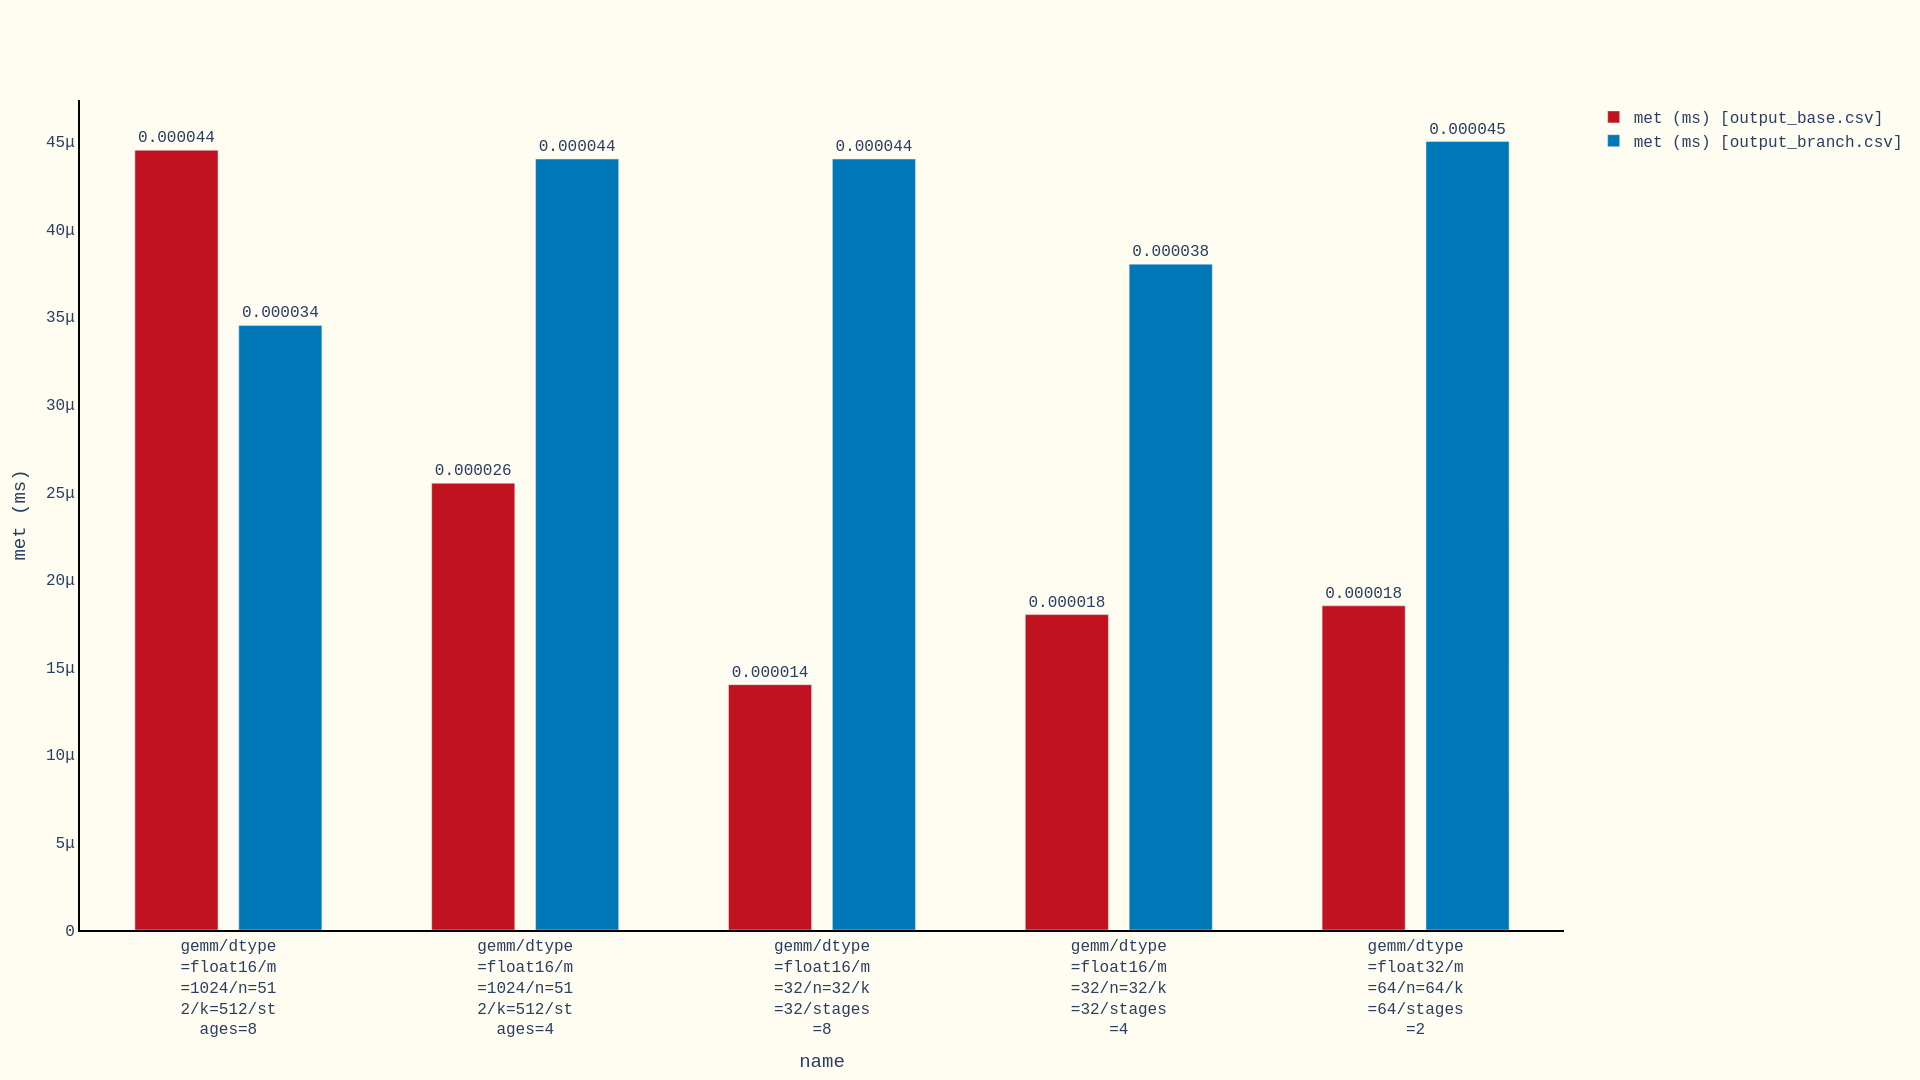 met (ms) [output_base.csv]
met (ms) [output_branch.csv]
45μ
40μ
35μ
30μ
25μ
20μ
15μ
10μ
5μ
0
met (ms)
0.000044
0.000034
0.000026
0.000044
0.000014
0.000044
0.000018
0.000038
0.000018
0.000045
gemm/dtype
=float16/m
=1024/n=51
2/k=512/st
ages=8
gemm/dtype
=float16/m
=1024/n=51
2/k=512/st
ages=4
gemm/dtype
=float16/m
=32/n=32/k
=32/stages
=8
gemm/dtype
=float16/m
=32/n=32/k
=32/stages
=4
gemm/dtype
=float32/m
=64/n=64/k
=64/stages
=2
name